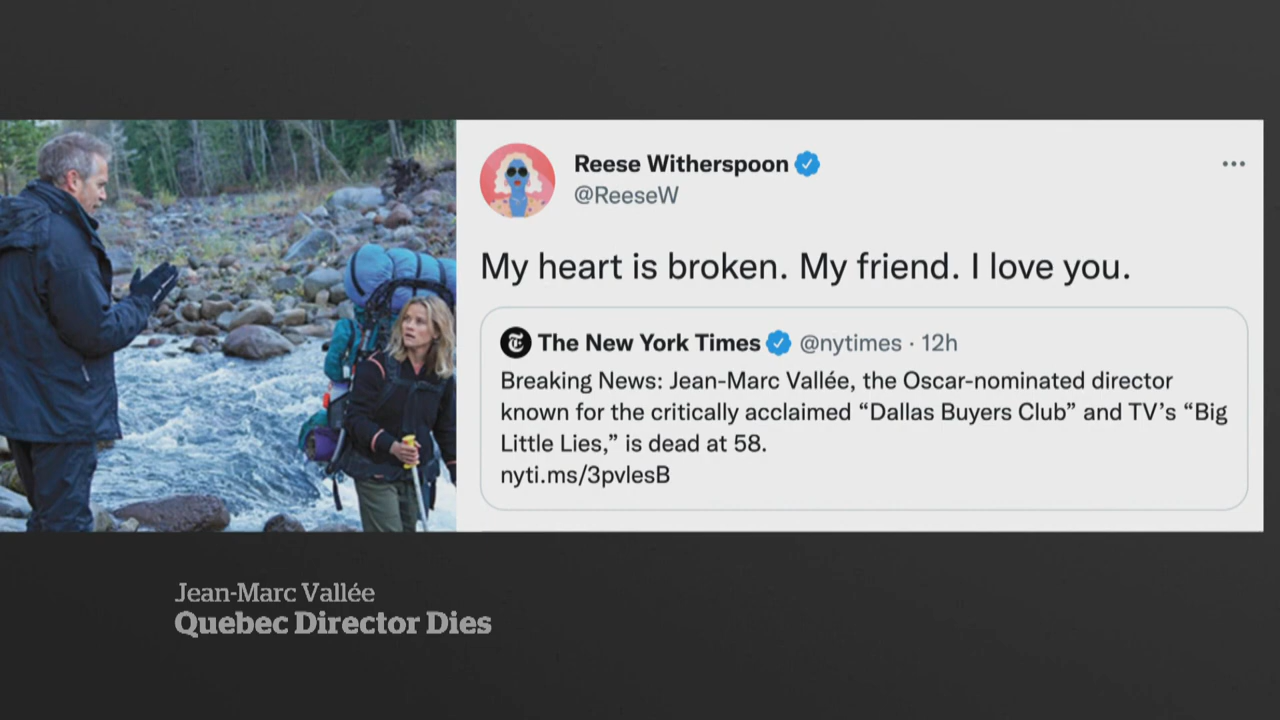 Reese Witherspoon
@ReeseW
My heart is broken. My friend. I love you.
The New York Times @nytimes · 12h
Breaking News: Jean-Marc Vallée, the Oscar-nominated director
known for the critically acclaimed “Dallas Buyers Club” and TV’s “Big
Little Lies,” is dead at 58.
nyti.ms/3pvlesB
Jean-Marc Vallée
Quebec Director Dies